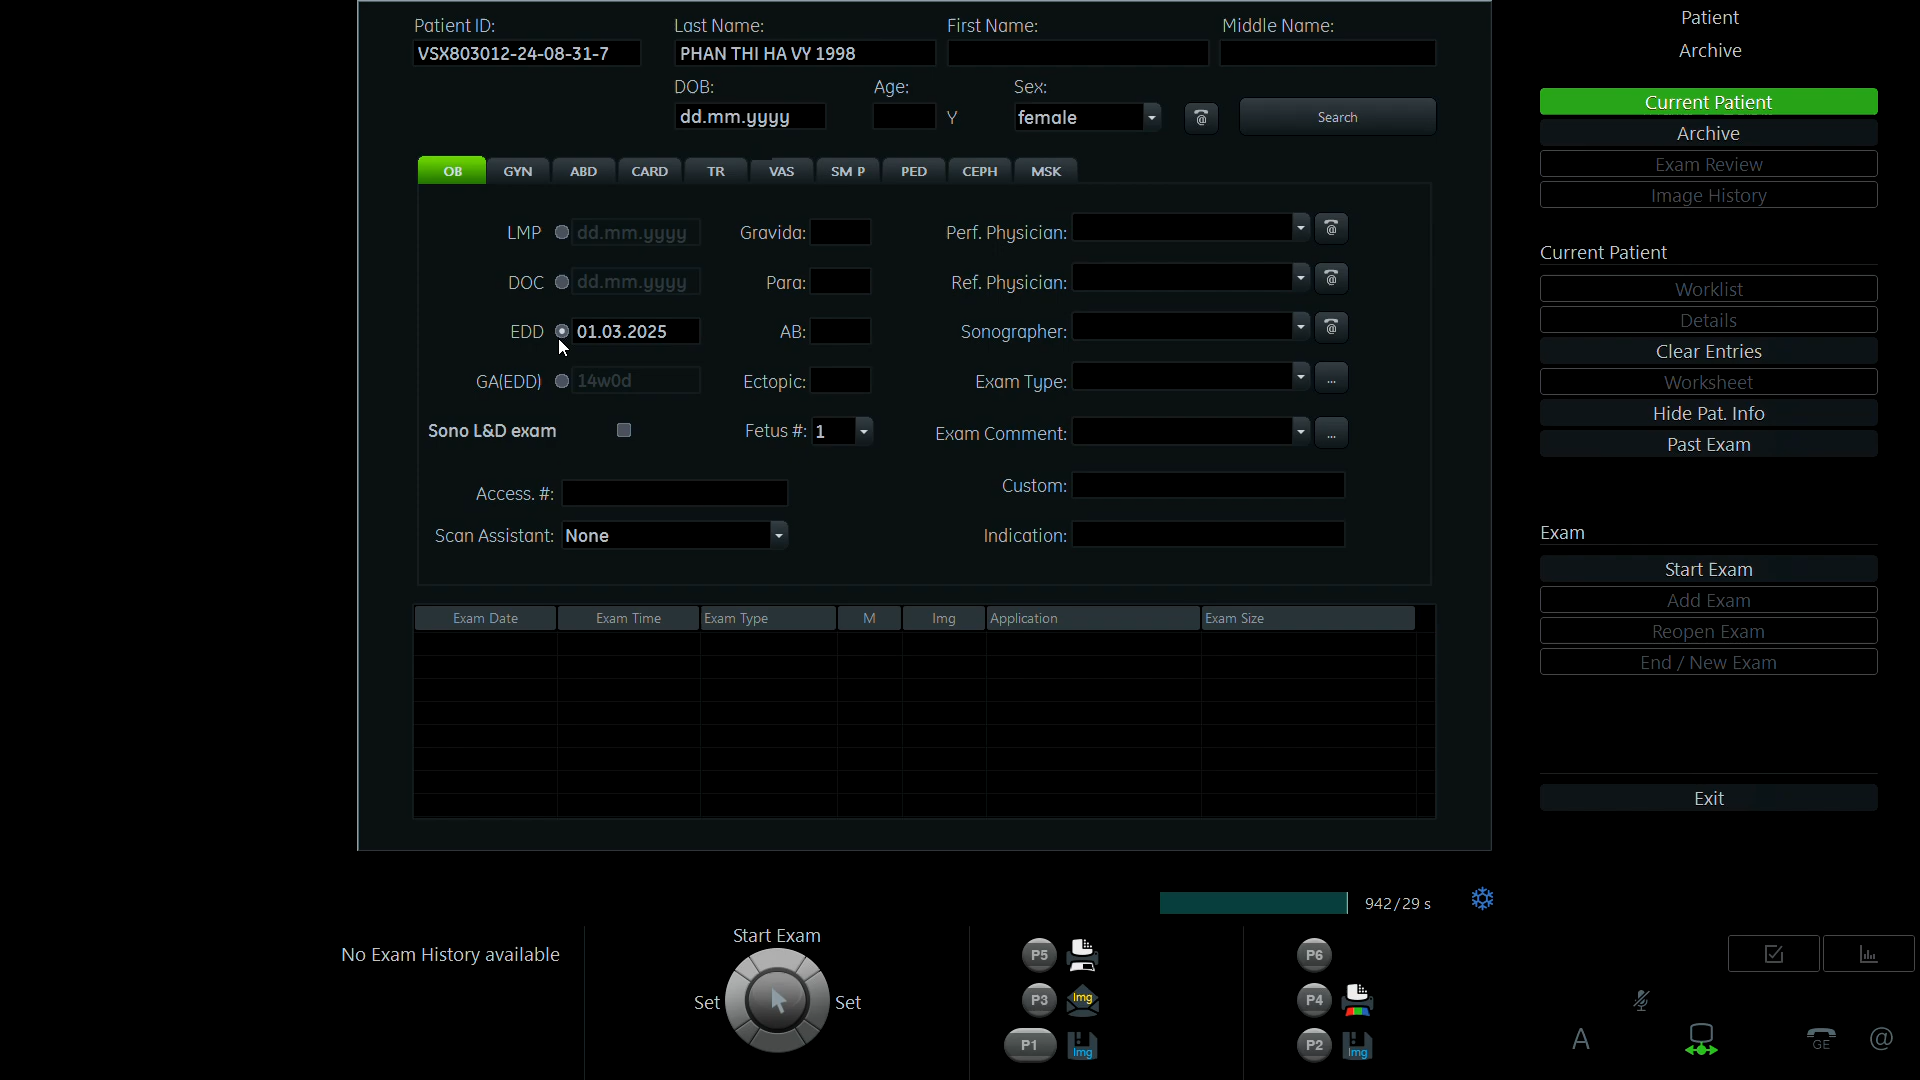 Patient ID: Last Name: First Name: Middle Name:
VSX803012-24-08-31-7 PHAN THI HA VY 1998
DOB: Age: Sex:
dd.mm.yyyy Y female @ Search
OB GYN ABD CARD TR VAS SM P PED CEPH MSK
LMP dd.mm.yyyy Gravida: Perf. Physician: @
DOC dd.mm.yyyy Para: Ref. Physician: @
EDD 01.03.2025 AB: Sonographer: @
GA(EDD) 14w0d Ectopic: Exam Type: ...
Sono L&D exam Fetus #: 1 Exam Comment: ...
Access. #: Custom:
Scan Assistant: None Indication:
Exam Date Exam Time Exam Type M Img Application Exam Size
Patient
Archive
Current Patient
Archive
Exam Review
Image History
Current Patient
Worklist
Details
Clear Entries
Worksheet
Hide Pat. Info
Past Exam
Exam
Start Exam
Add Exam
Reopen Exam
End / New Exam
Exit
942/29 s
No Exam History available
Start Exam
Set Set
P5 P6
P3 Img P4
P1 Img P2 Img
A GE @